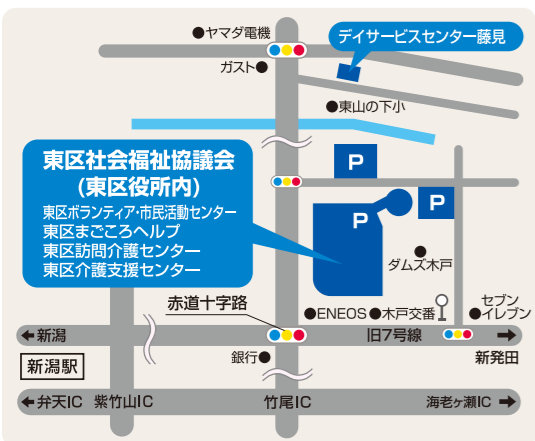 ●ヤマダ電機
デイサービスセンター藤見
ガスト●
●東山の下小
東区社会福祉協議会
(東区役所内)
東区ボランティア・市民活動センター
東区まごころヘルプ
東区訪問介護センター
東区介護支援センター
P
P
P
ダムズ木戸
赤道十字路
●ENEOS ●木戸交番
セブン
●イレブン
←新潟
旧7号線
→
新発田
新潟駅
銀行●
←弁天IC 紫竹山IC 竹尾IC 海老ヶ瀬IC→